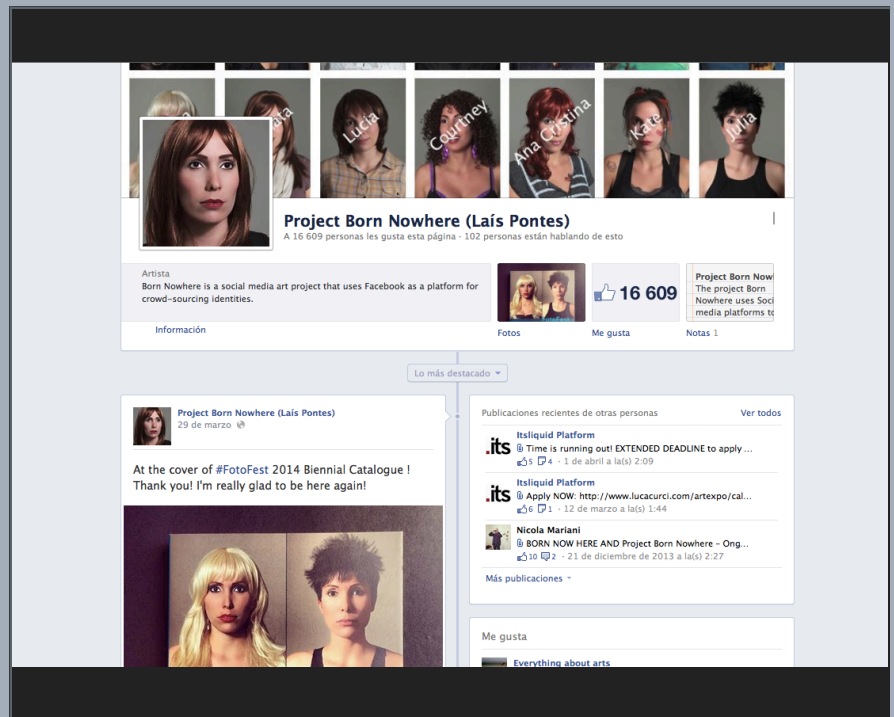 Lucia
Courtney
Ana Cristina
Kate
Julia
Project Born Nowhere (Laís Pontes)
A 16 609 personas les gusta esta página · 102 personas están hablando de esto
Artista
Born Nowhere is a social media art project that uses Facebook as a platform for
crowd-sourcing identities.
Información
Fotos
16 609
Me gusta
Project Born Now
The project Born
Nowhere uses Soci
media platforms to
Notas 1
Lo más destacado
Project Born Nowhere (Laís Pontes)
29 de marzo
At the cover of #FotoFest 2014 Biennial Catalogue !
Thank you! I'm really glad to be here again!
Publicaciones recientes de otras personas
Ver todos
.its
Itsliquid Platform
Time is running out! EXTENDED DEADLINE to apply ...
5 4 · 1 de abril a la(s) 2:09
.its
Itsliquid Platform
Apply NOW: http://www.lucacurci.com/artexpo/cal...
6 1 · 12 de marzo a la(s) 1:44
Nicola Mariani
BORN NOW HERE AND Project Born Nowhere – Ong...
10 2 · 21 de diciembre de 2013 a la(s) 2:27
Más publicaciones
Me gusta
Everything about arts